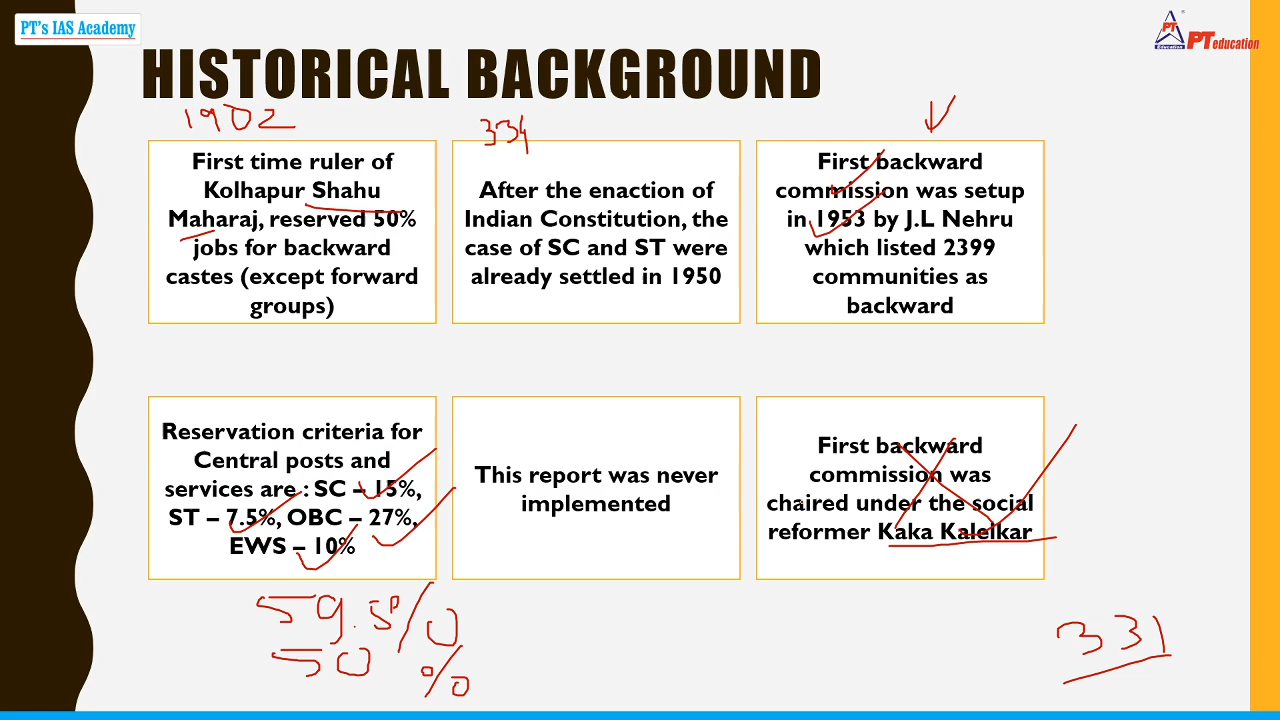 PT's IAS Academy
PT
Education
PT education
HISTORICAL BACKGROUND
1902
First time ruler of
Kolhapur Shahu
Maharaj, reserved 50%
jobs for backward
castes (except forward
groups)
334
After the enaction of
Indian Constitution, the
case of SC and ST were
already settled in 1950
First backward
commission was setup
in 1953 by J.L Nehru
which listed 2399
communities as
backward
Reservation criteria for
Central posts and
services are : SC – 15%,
ST – 7.5%, OBC – 27%,
EWS – 10%
This report was never
implemented
First backward
commission was
chaired under the social
reformer Kaka Kalelkar
59.5%
50%
331